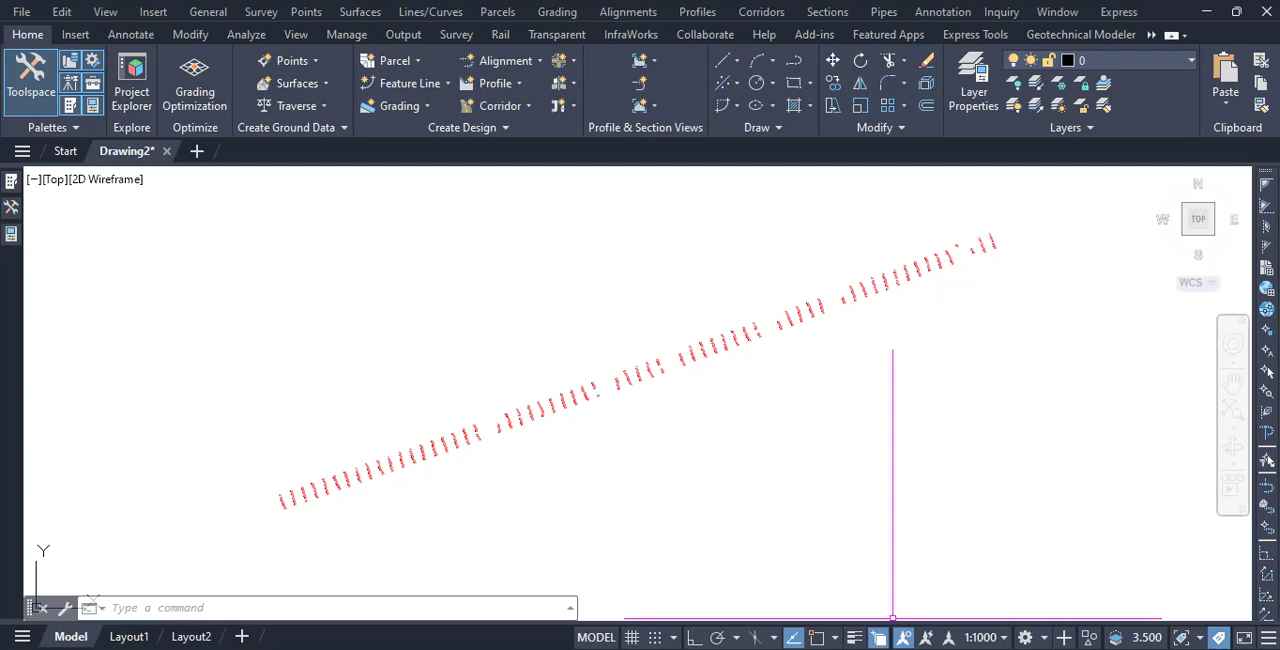 File Edit View Insert General Survey Points Surfaces Lines/Curves Parcels Grading Alignments Profiles Corridors Sections Pipes Annotation Inquiry Window Express
Home Insert Annotate Modify Analyze View Manage Output Survey Rail Transparent InfraWorks Collaborate Help Add-ins Featured Apps Express Tools Geotechnical Modeler
Toolspace
Project Explorer
Grading Optimization
Points
Surfaces
Traverse
Parcel
Feature Line
Grading
Alignment
Profile
Corridor
Layer Properties
0
Paste
Palettes Explore Optimize Create Ground Data Create Design Profile & Section Views Draw Modify Layers Clipboard
Start Drawing2*
[−][Top][2D Wireframe]
N
W TOP E
S
WCS
Y
Type a command
Model Layout1 Layout2 MODEL 1:1000 3.500